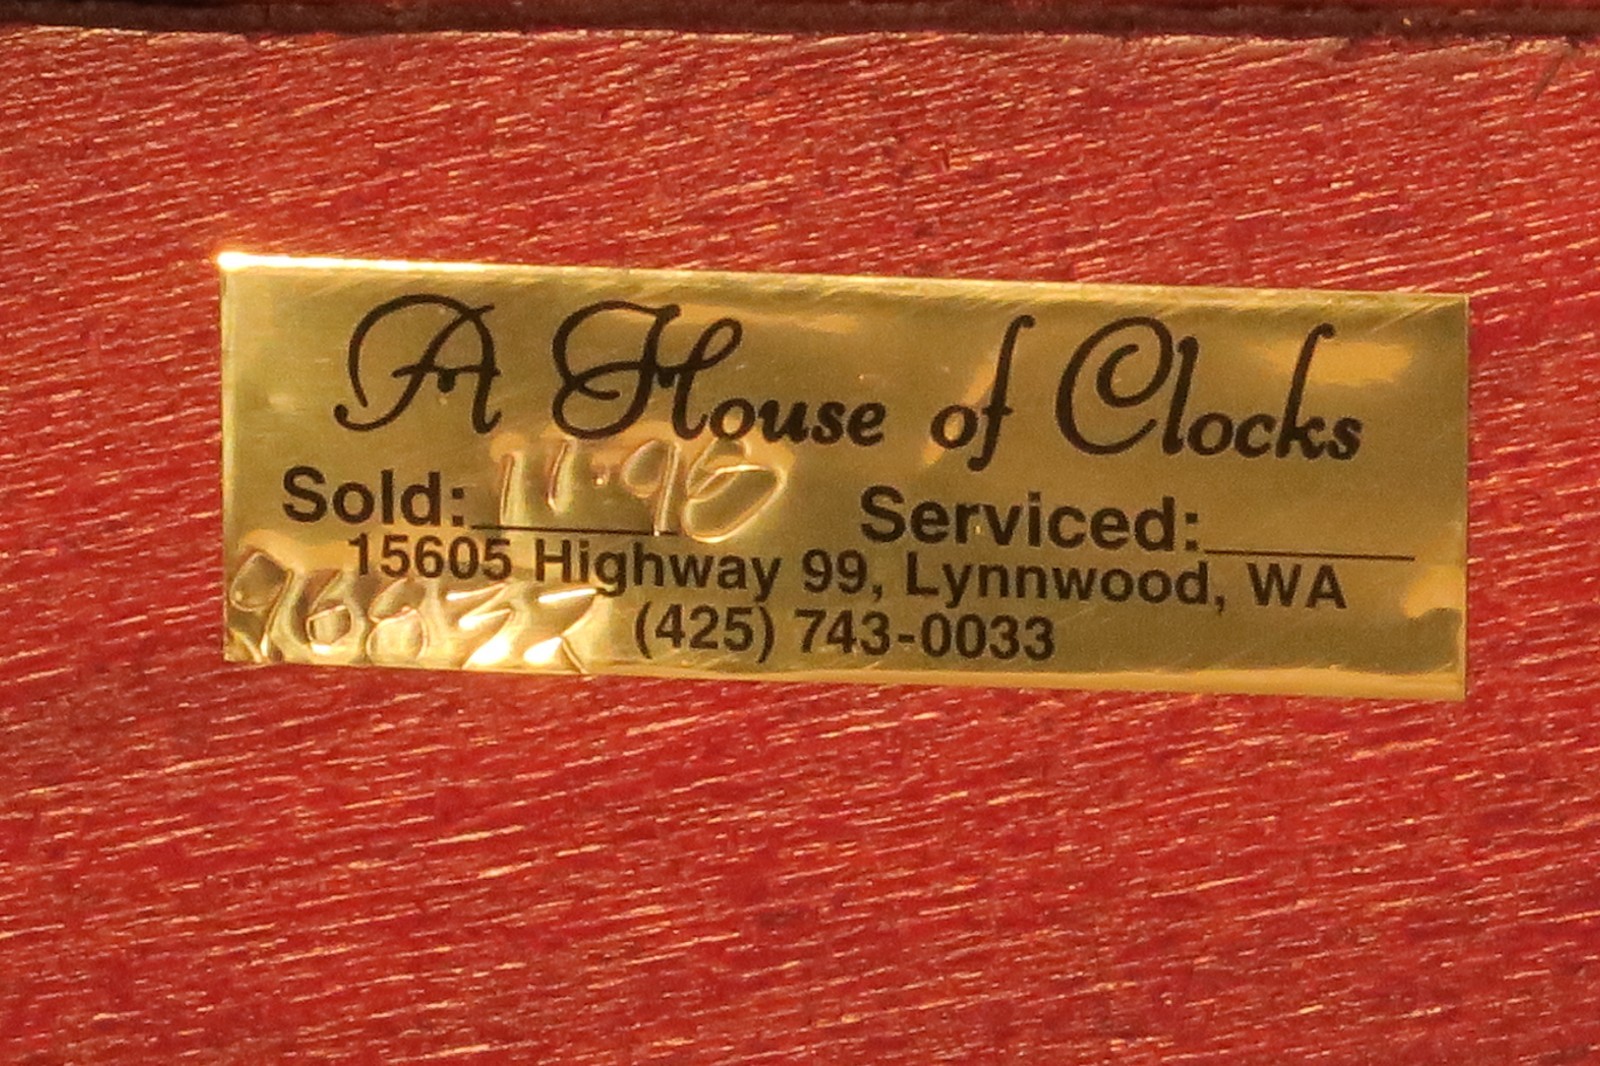 A House of Clocks
Sold: 11·98 Serviced:
15605 Highway 99, Lynnwood, WA
(425) 743-0033